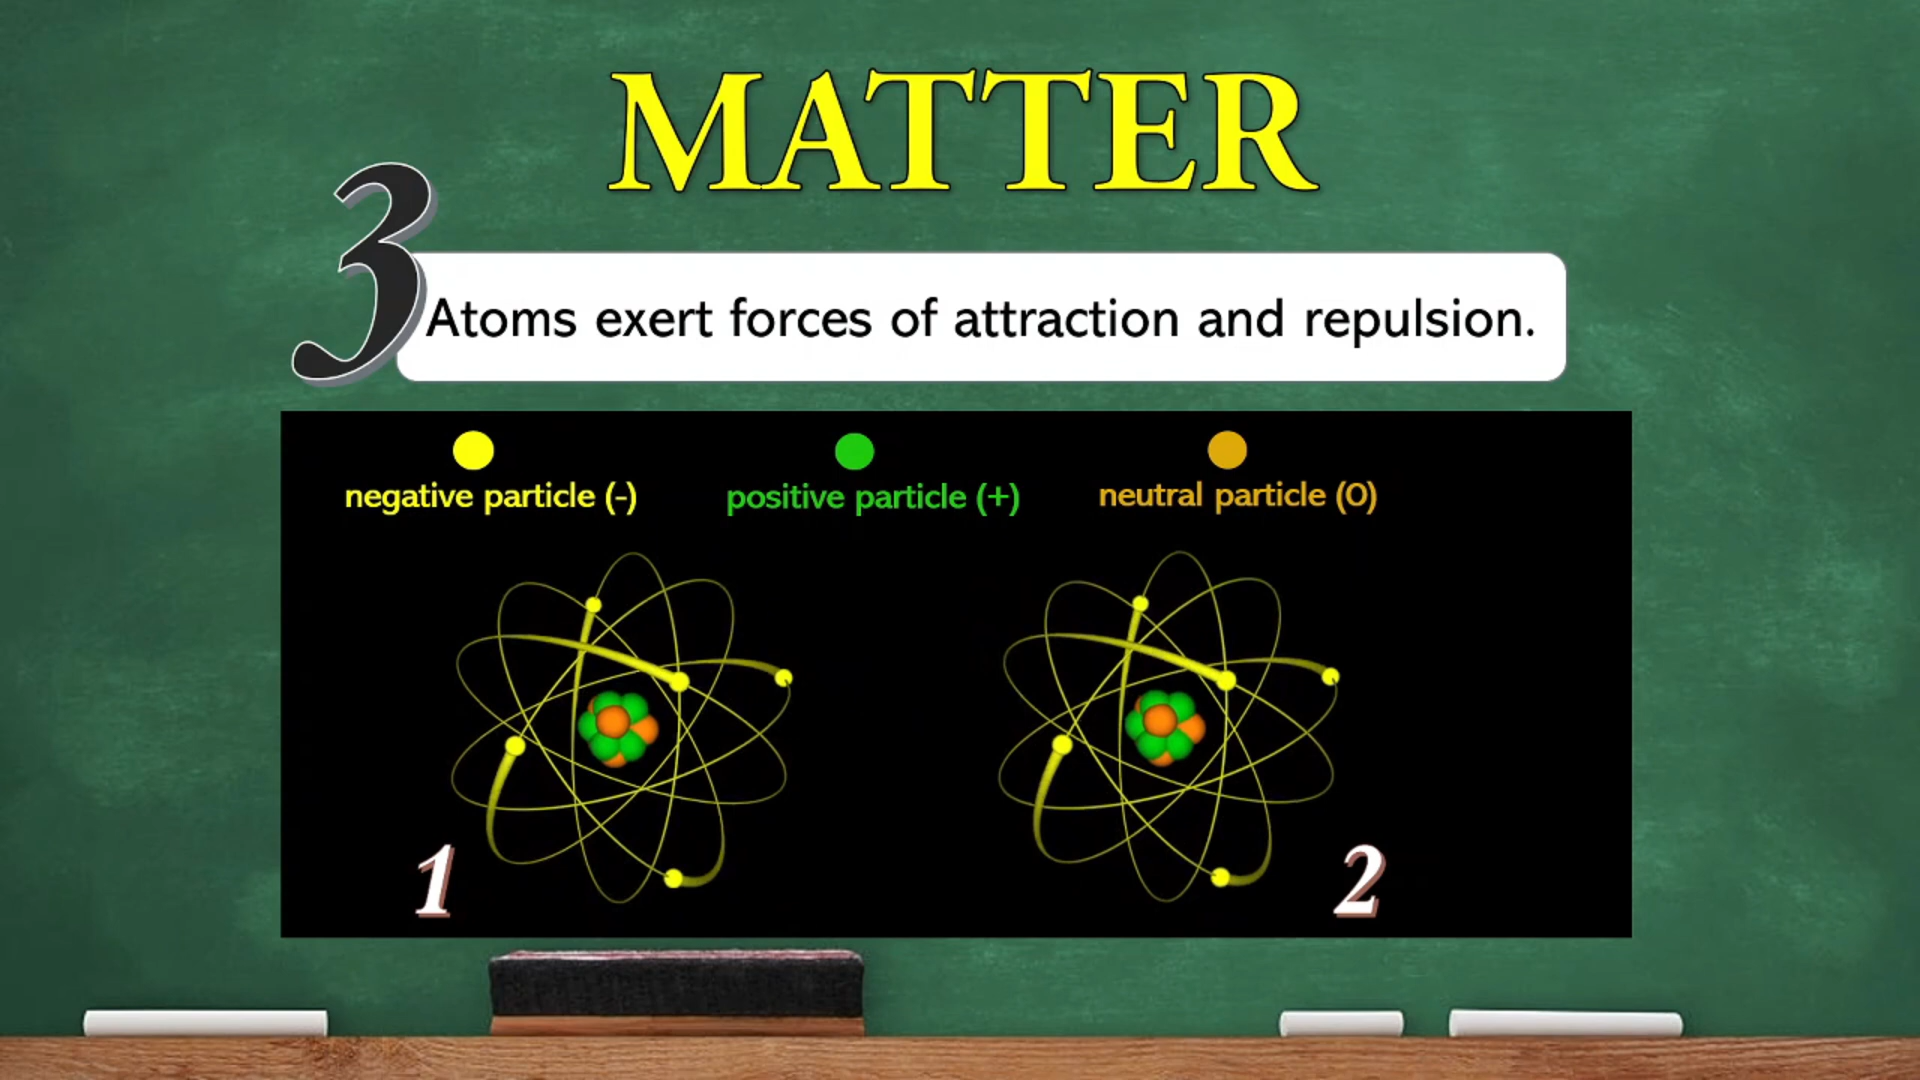 MATTER
3
Atoms exert forces of attraction and repulsion.
negative particle (-)
positive particle (+)
neutral particle (0)
1
2